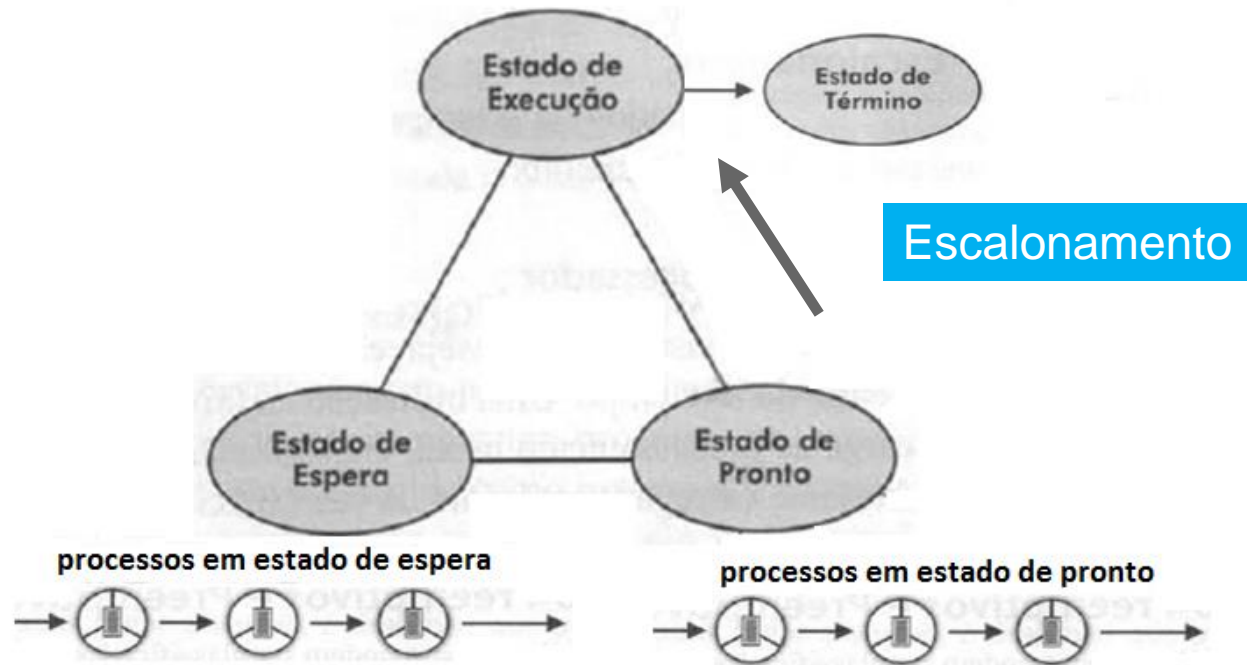 Estado de
Execução
Estado de
Término
Escalonamento
Estado de
Espera
Estado de
Pronto
processos em estado de espera
processos em estado de pronto